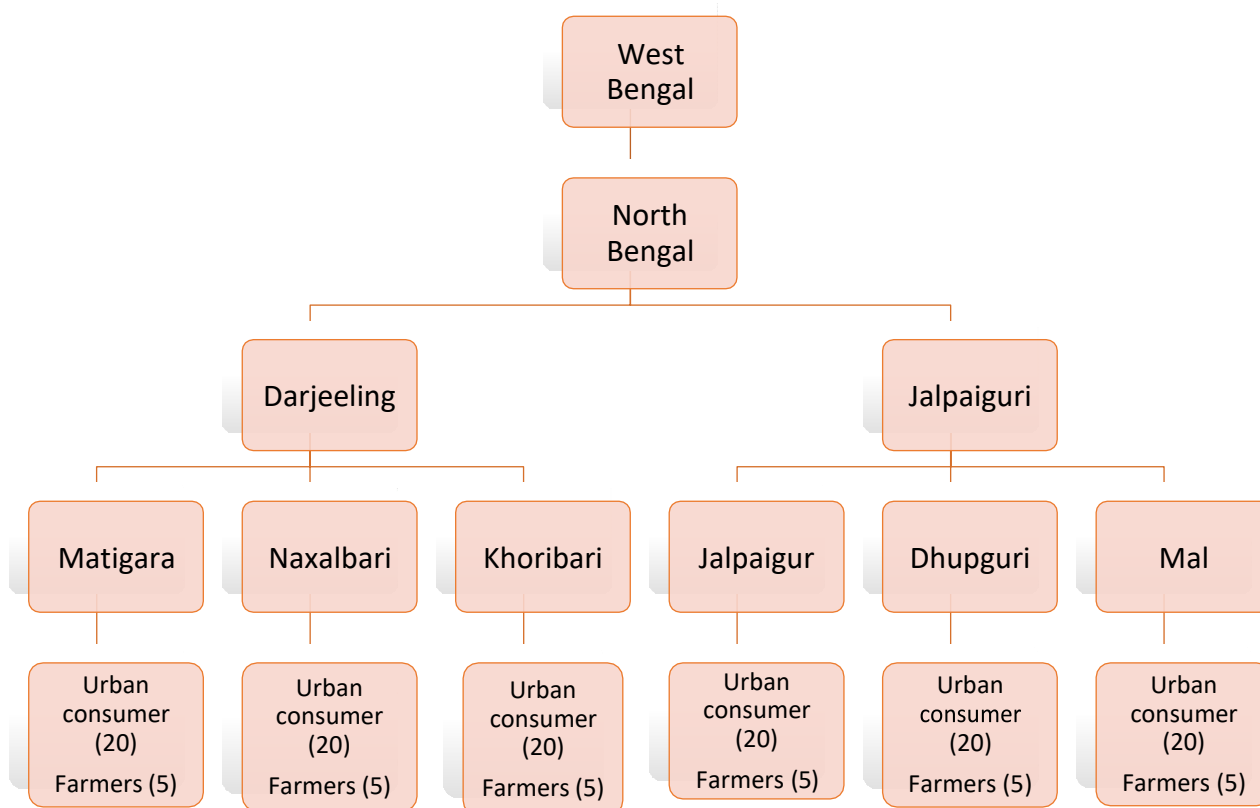 West
Bengal
North
Bengal
Darjeeling
Jalpaiguri
Matigara
Naxalbari
Khoribari
Jalpaigur
Dhupguri
Mal
Urban
consumer
(20)
Farmers (5)
Urban
consumer
(20)
Farmers (5)
Urban
consumer
(20)
Farmers (5)
Urban
consumer
(20)
Farmers (5)
Urban
consumer
(20)
Farmers (5)
Urban
consumer
(20)
Farmers (5)